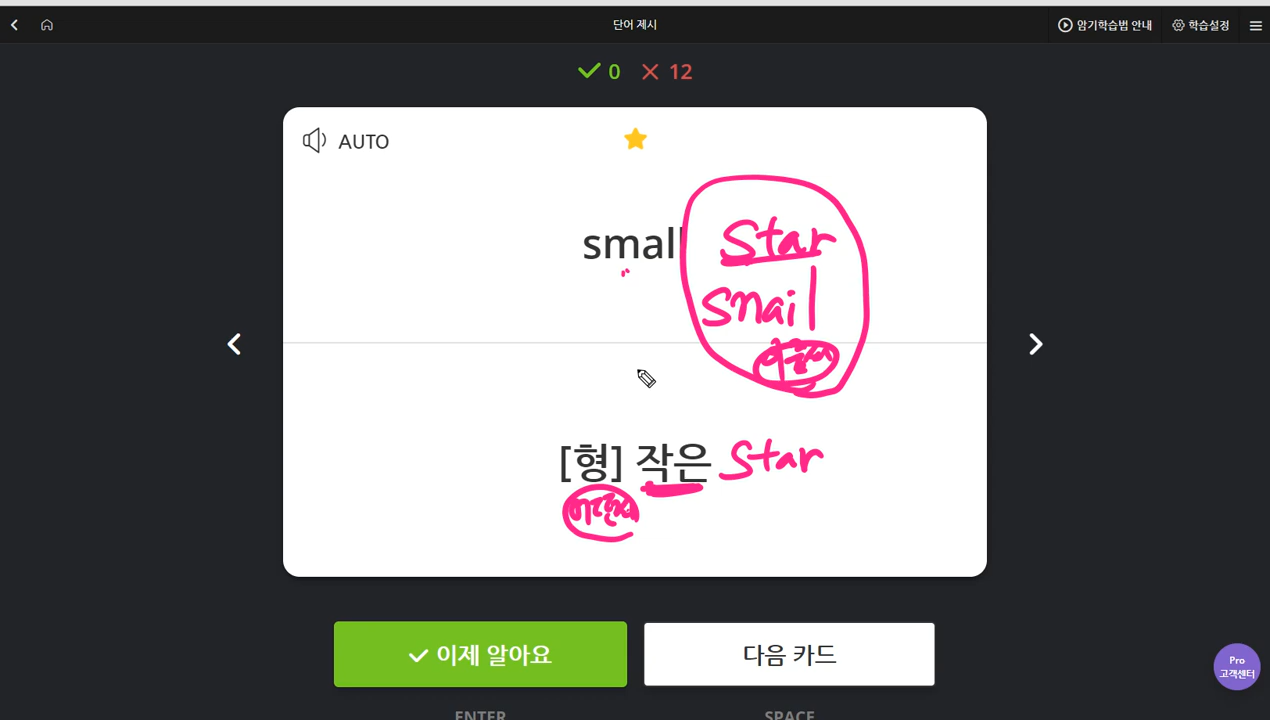 단어 제시
암기학습법 안내
학습설정
0 12
AUTO
small
star
snail
[형] 작은 star
이제 알아요
다음 카드
ENTER
SPACE
Pro
고객센터